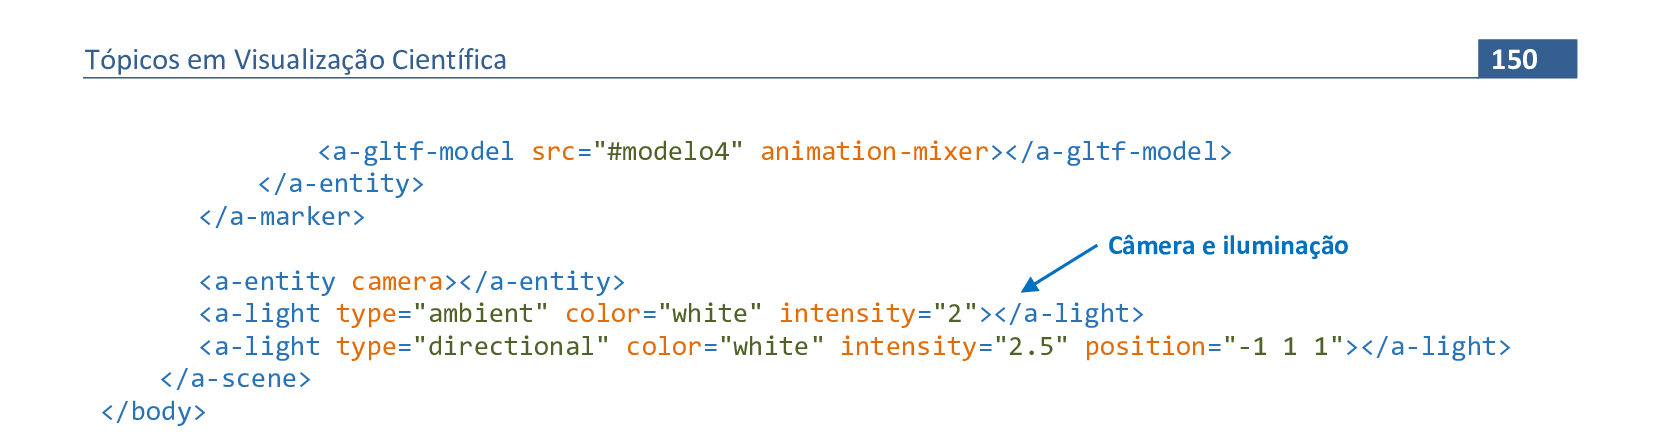 Tópicos em Visualização Científica 150
<a-gltf-model src="#modelo4" animation-mixer></a-gltf-model>
</a-entity>
</a-marker>
Câmera e iluminação
<a-entity camera></a-entity>
<a-light type="ambient" color="white" intensity="2"></a-light>
<a-light type="directional" color="white" intensity="2.5" position="-1 1 1"></a-light>
</a-scene>
</body>